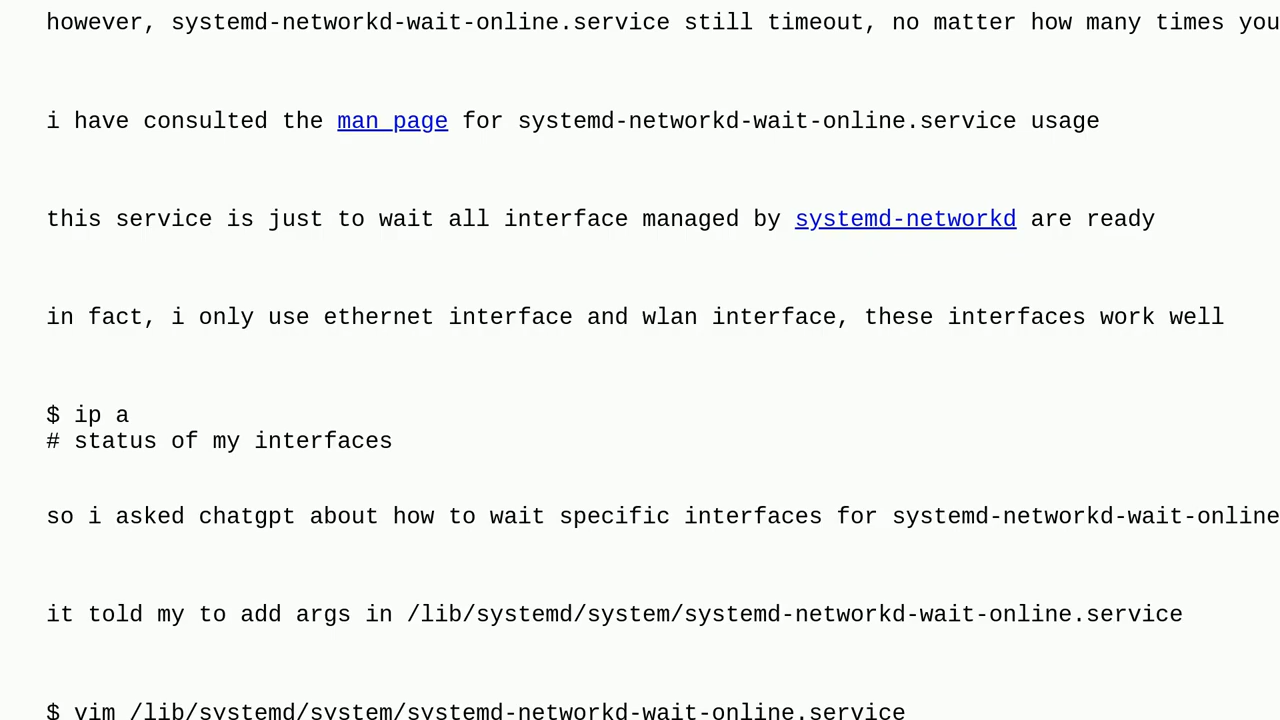 however, systemd-networkd-wait-online.service still timeout, no matter how many times you
i have consulted the man page for systemd-networkd-wait-online.service usage
this service is just to wait all interface managed by systemd-networkd are ready
in fact, i only use ethernet interface and wlan interface, these interfaces work well
$ ip a
# status of my interfaces
so i asked chatgpt about how to wait specific interfaces for systemd-networkd-wait-online
it told my to add args in /lib/systemd/system/systemd-networkd-wait-online.service
$ vim /lib/systemd/system/systemd-networkd-wait-online.service